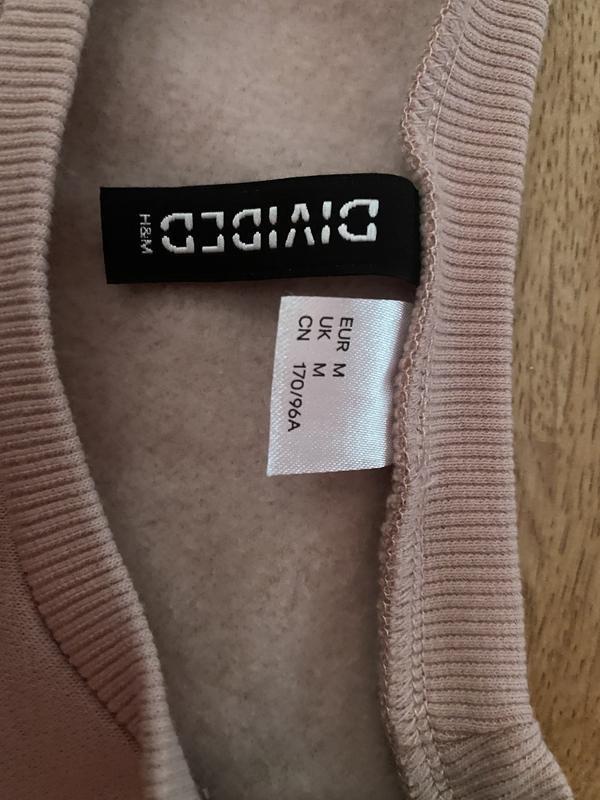 DIVIDED
H&M
EUR M
UK M
CN 170/96A